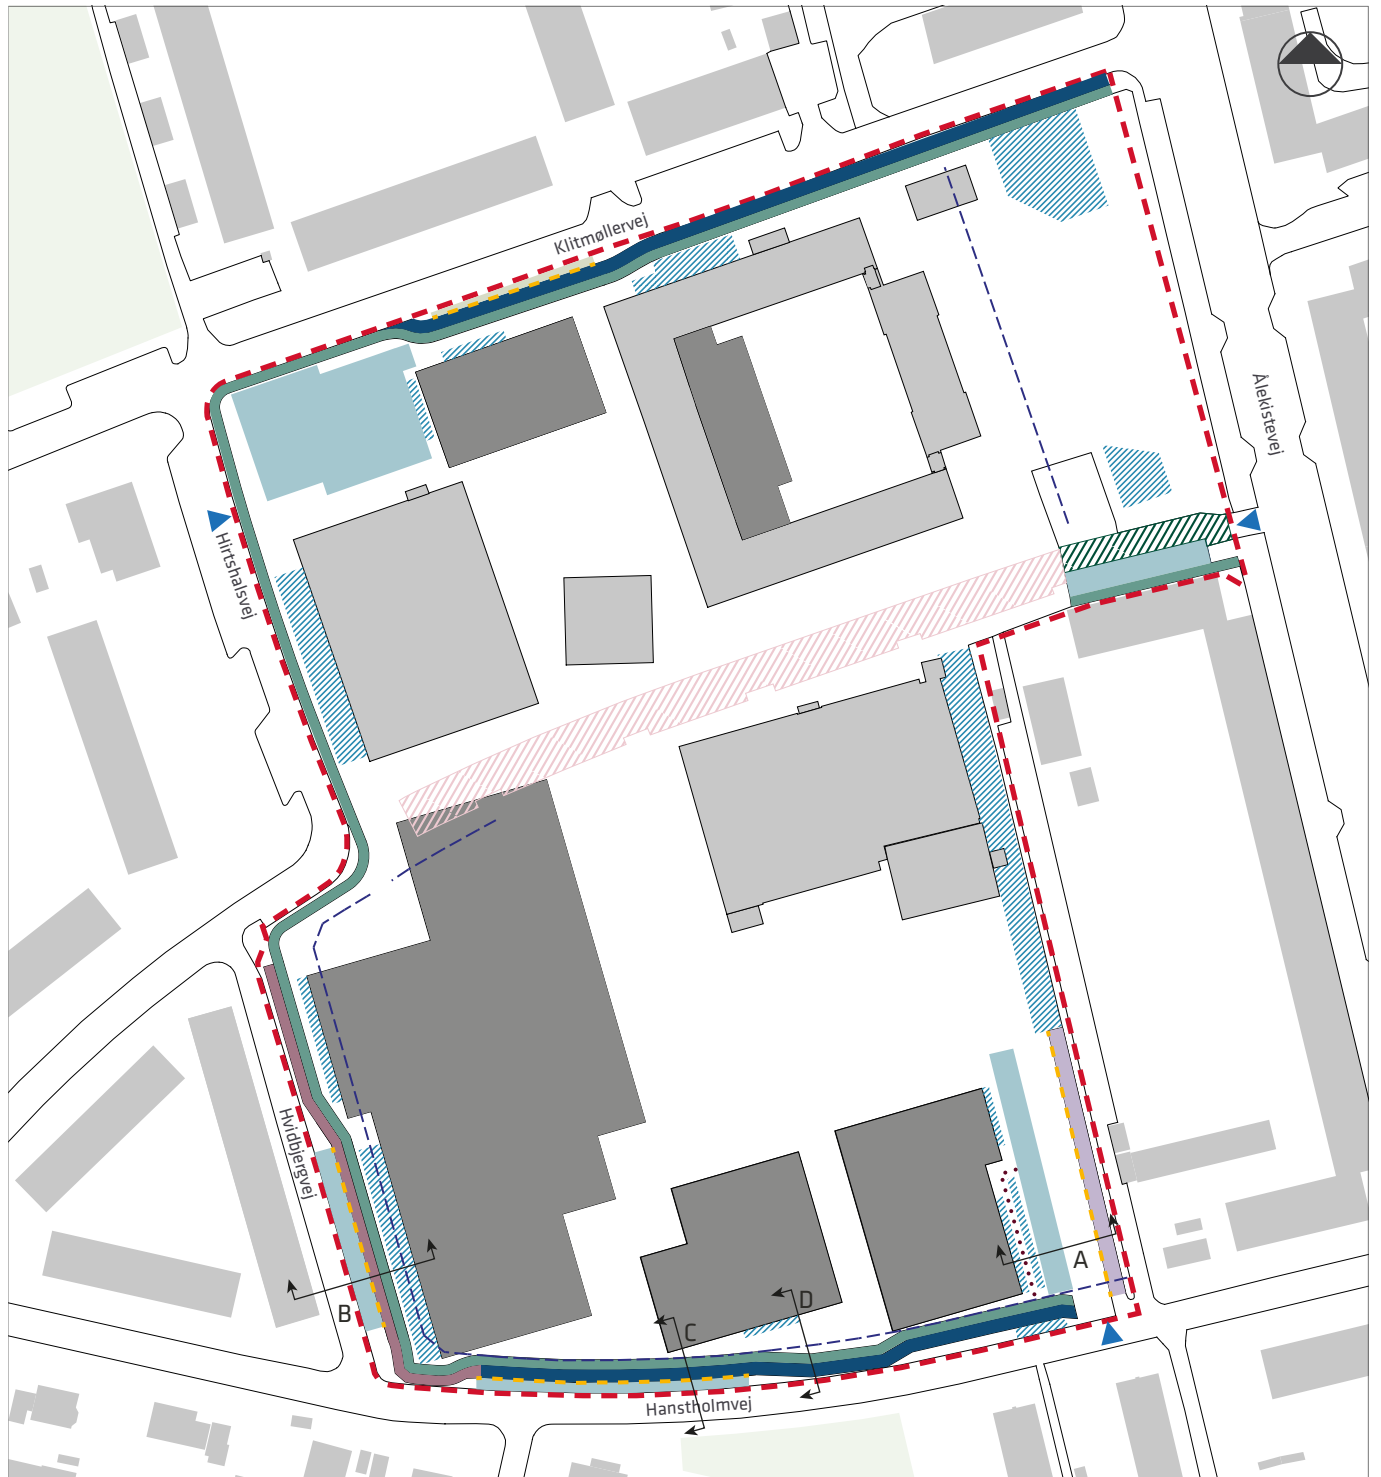 Klitmøllervej
Ålekistevej
Hirtshalsvej
Hvidbjergvej
A
B
D
C
Hanstholmvej